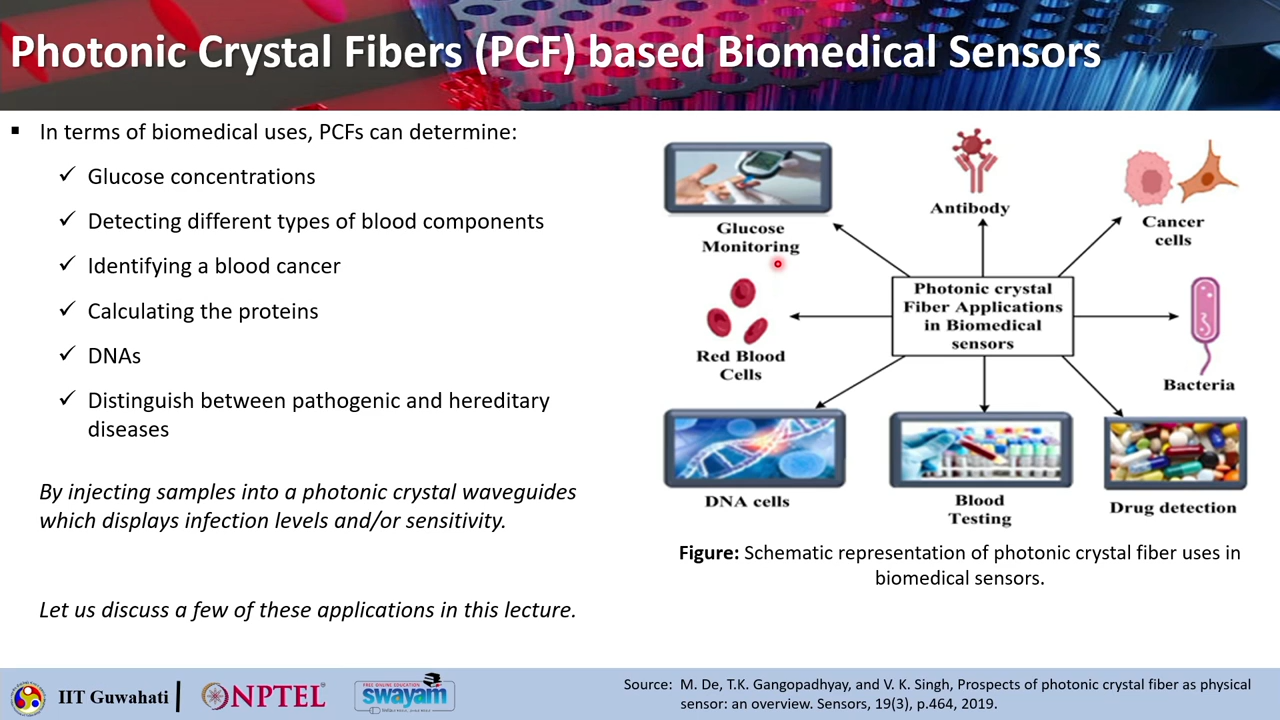 Photonic Crystal Fibers (PCF) based Biomedical Sensors
▪ In terms of biomedical uses, PCFs can determine:
✓ Glucose concentrations
✓ Detecting different types of blood components
✓ Identifying a blood cancer
✓ Calculating the proteins
✓ DNAs
✓ Distinguish between pathogenic and hereditary
diseases
By injecting samples into a photonic crystal waveguides
which displays infection levels and/or sensitivity.
Let us discuss a few of these applications in this lecture.
Glucose
Monitoring
Antibody
Cancer
cells
Red Blood
Cells
Photonic crystal
Fiber Applications
in Biomedical
sensors
Bacteria
DNA cells
Blood
Testing
Drug detection
Figure: Schematic representation of photonic crystal fiber uses in
biomedical sensors.
IIT Guwahati
NPTEL
FREE ONLINE EDUCATION
swayam
Source: M. De, T.K. Gangopadhyay, and V. K. Singh, Prospects of photonic crystal fiber as physical
sensor: an overview. Sensors, 19(3), p.464, 2019.